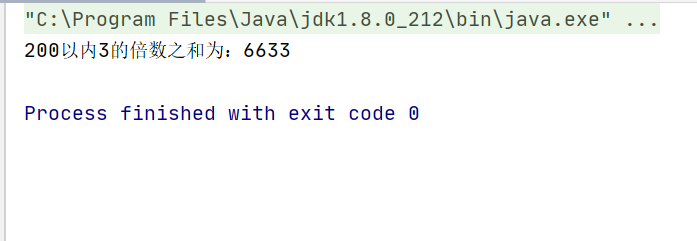 "C:\Program Files\Java\jdk1.8.0_212\bin\java.exe" ...
200以内3的倍数之和为：6633
Process finished with exit code 0